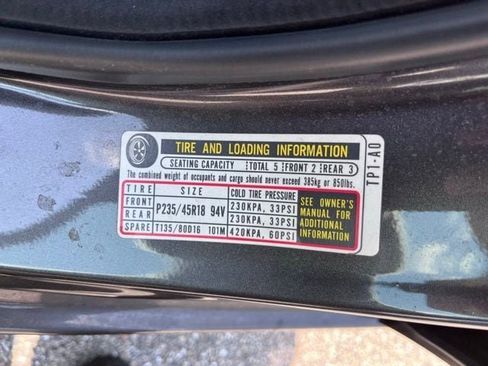 TIRE AND LOADING INFORMATION
SEATING CAPACITY TOTAL 5 FRONT 2 REAR 3
The combined weight of occupants and cargo should never exceed 385kg or 850lbs.
TIRE SIZE COLD TIRE PRESSURE
FRONT P235/45R18 94V 230KPA, 33PSI
REAR 230KPA, 33PSI
SPARE T135/80D16 101M 420KPA, 60PSI
SEE OWNER'S
MANUAL FOR
ADDITIONAL
INFORMATION
TP1-A0